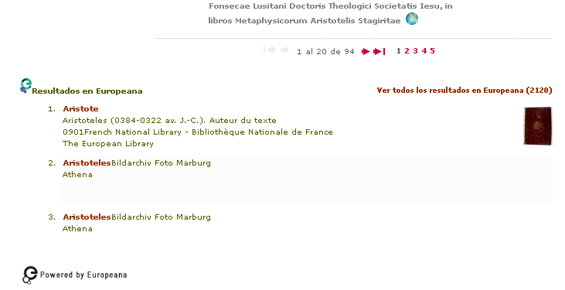 Fonsecae Lusitani Doctoris Theologici Societatis Iesu, in
libros Metaphysicorum Aristotelis Stagiritae
1 al 20 de 94 1 2 3 4 5
Resultados en Europeana Ver todos los resultados en Europeana (2120)
1. Aristote
Aristoteles (0384-0322 av. J.-C.). Auteur du texte
0901French National Library - Bibliothèque Nationale de France
The European Library
2. AristotelesBildarchiv Foto Marburg
Athena
3. AristotelesBildarchiv Foto Marburg
Athena
Powered by Europeana